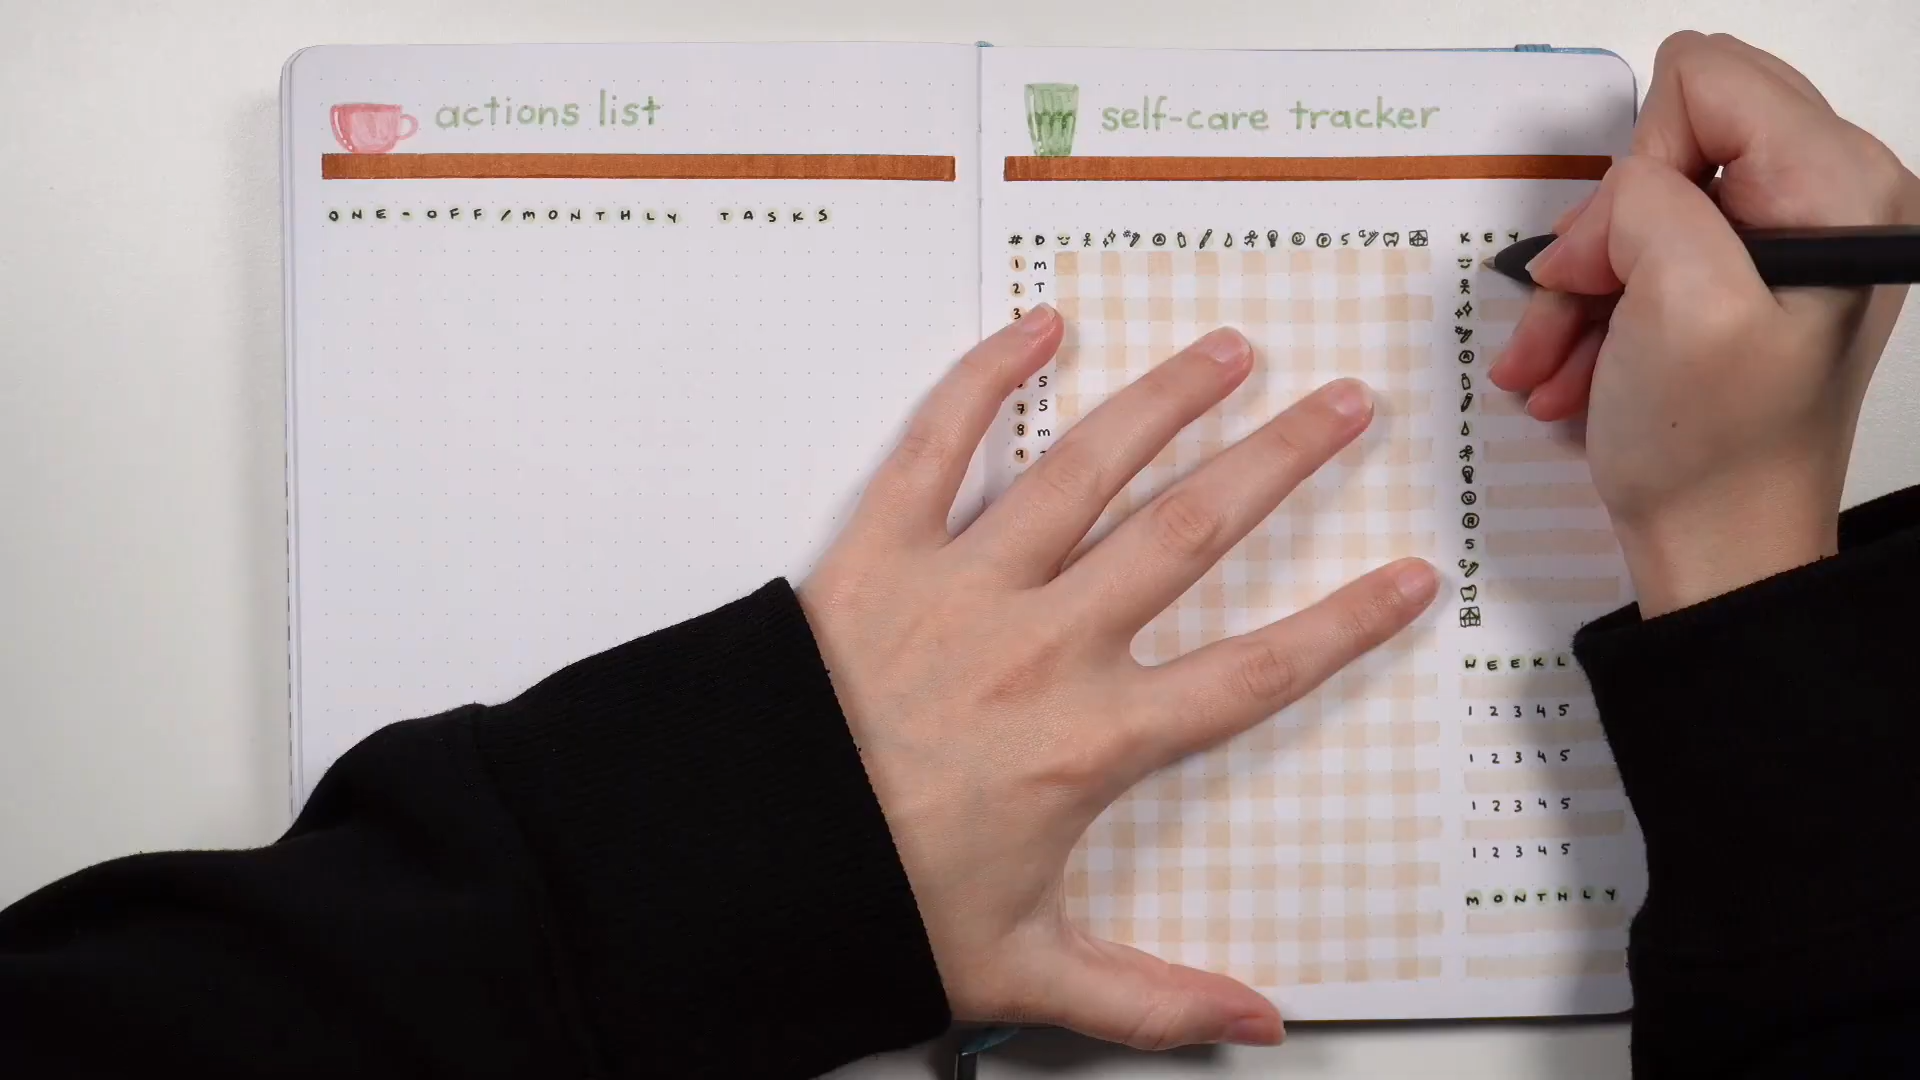 actions list
ONE-OFF/MONTHLY TASKS
self-care tracker
# D
1 M
2 T
3
S
7 S
8 M
9
KEY
S
WEEKL
1 2 3 4 5
1 2 3 4 5
1 2 3 4 5
1 2 3 4 5
MONTHLY